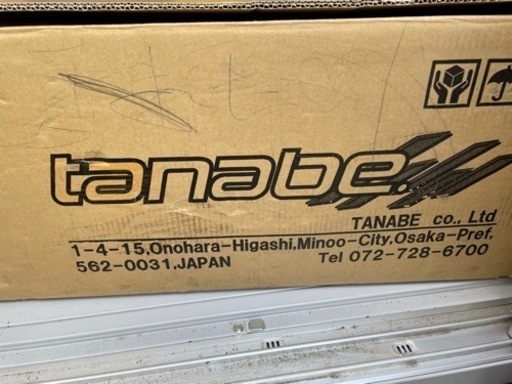 tanabe.
TANABE co., Ltd
1-4-15,Onohara-Higashi,Minoo-City,Osaka-Pref,
562-0031,JAPAN Tel 072-728-6700